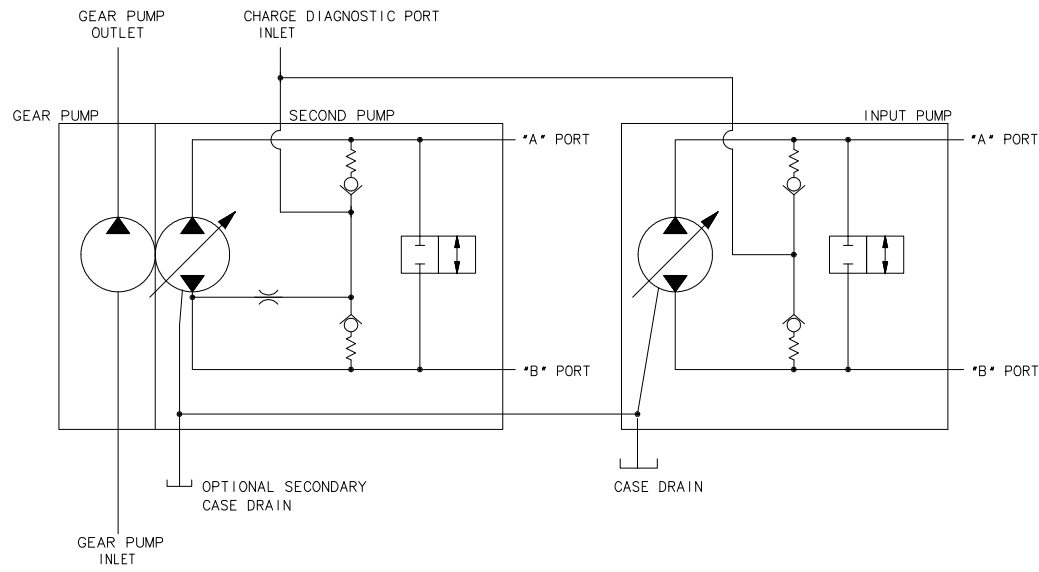 GEAR PUMP
OUTLET
CHARGE DIAGNOSTIC PORT
INLET
GEAR PUMP
SECOND PUMP
INPUT PUMP
"A" PORT
"A" PORT
"B" PORT
"B" PORT
OPTIONAL SECONDARY
CASE DRAIN
CASE DRAIN
GEAR PUMP
INLET